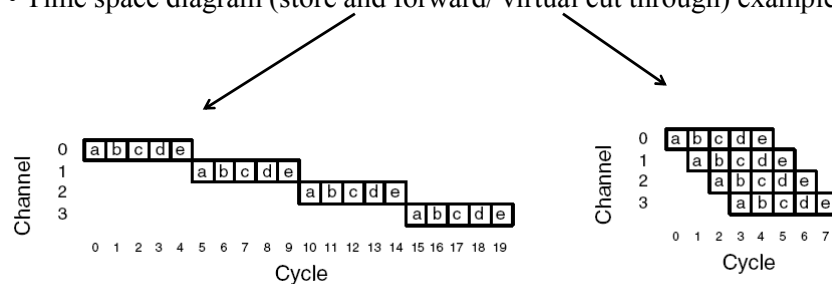 • Time space diagram (store and forward/ virtual cut through) example
Channel
0 a b c d e
1 a b c d e
2 a b c d e
3 a b c d e
0 1 2 3 4 5 6 7 8 9 10 11 12 13 14 15 16 17 18 19
Cycle
Channel
0 a b c d e
1 a b c d e
2 a b c d e
3 a b c d e
0 1 2 3 4 5 6 7
Cycle